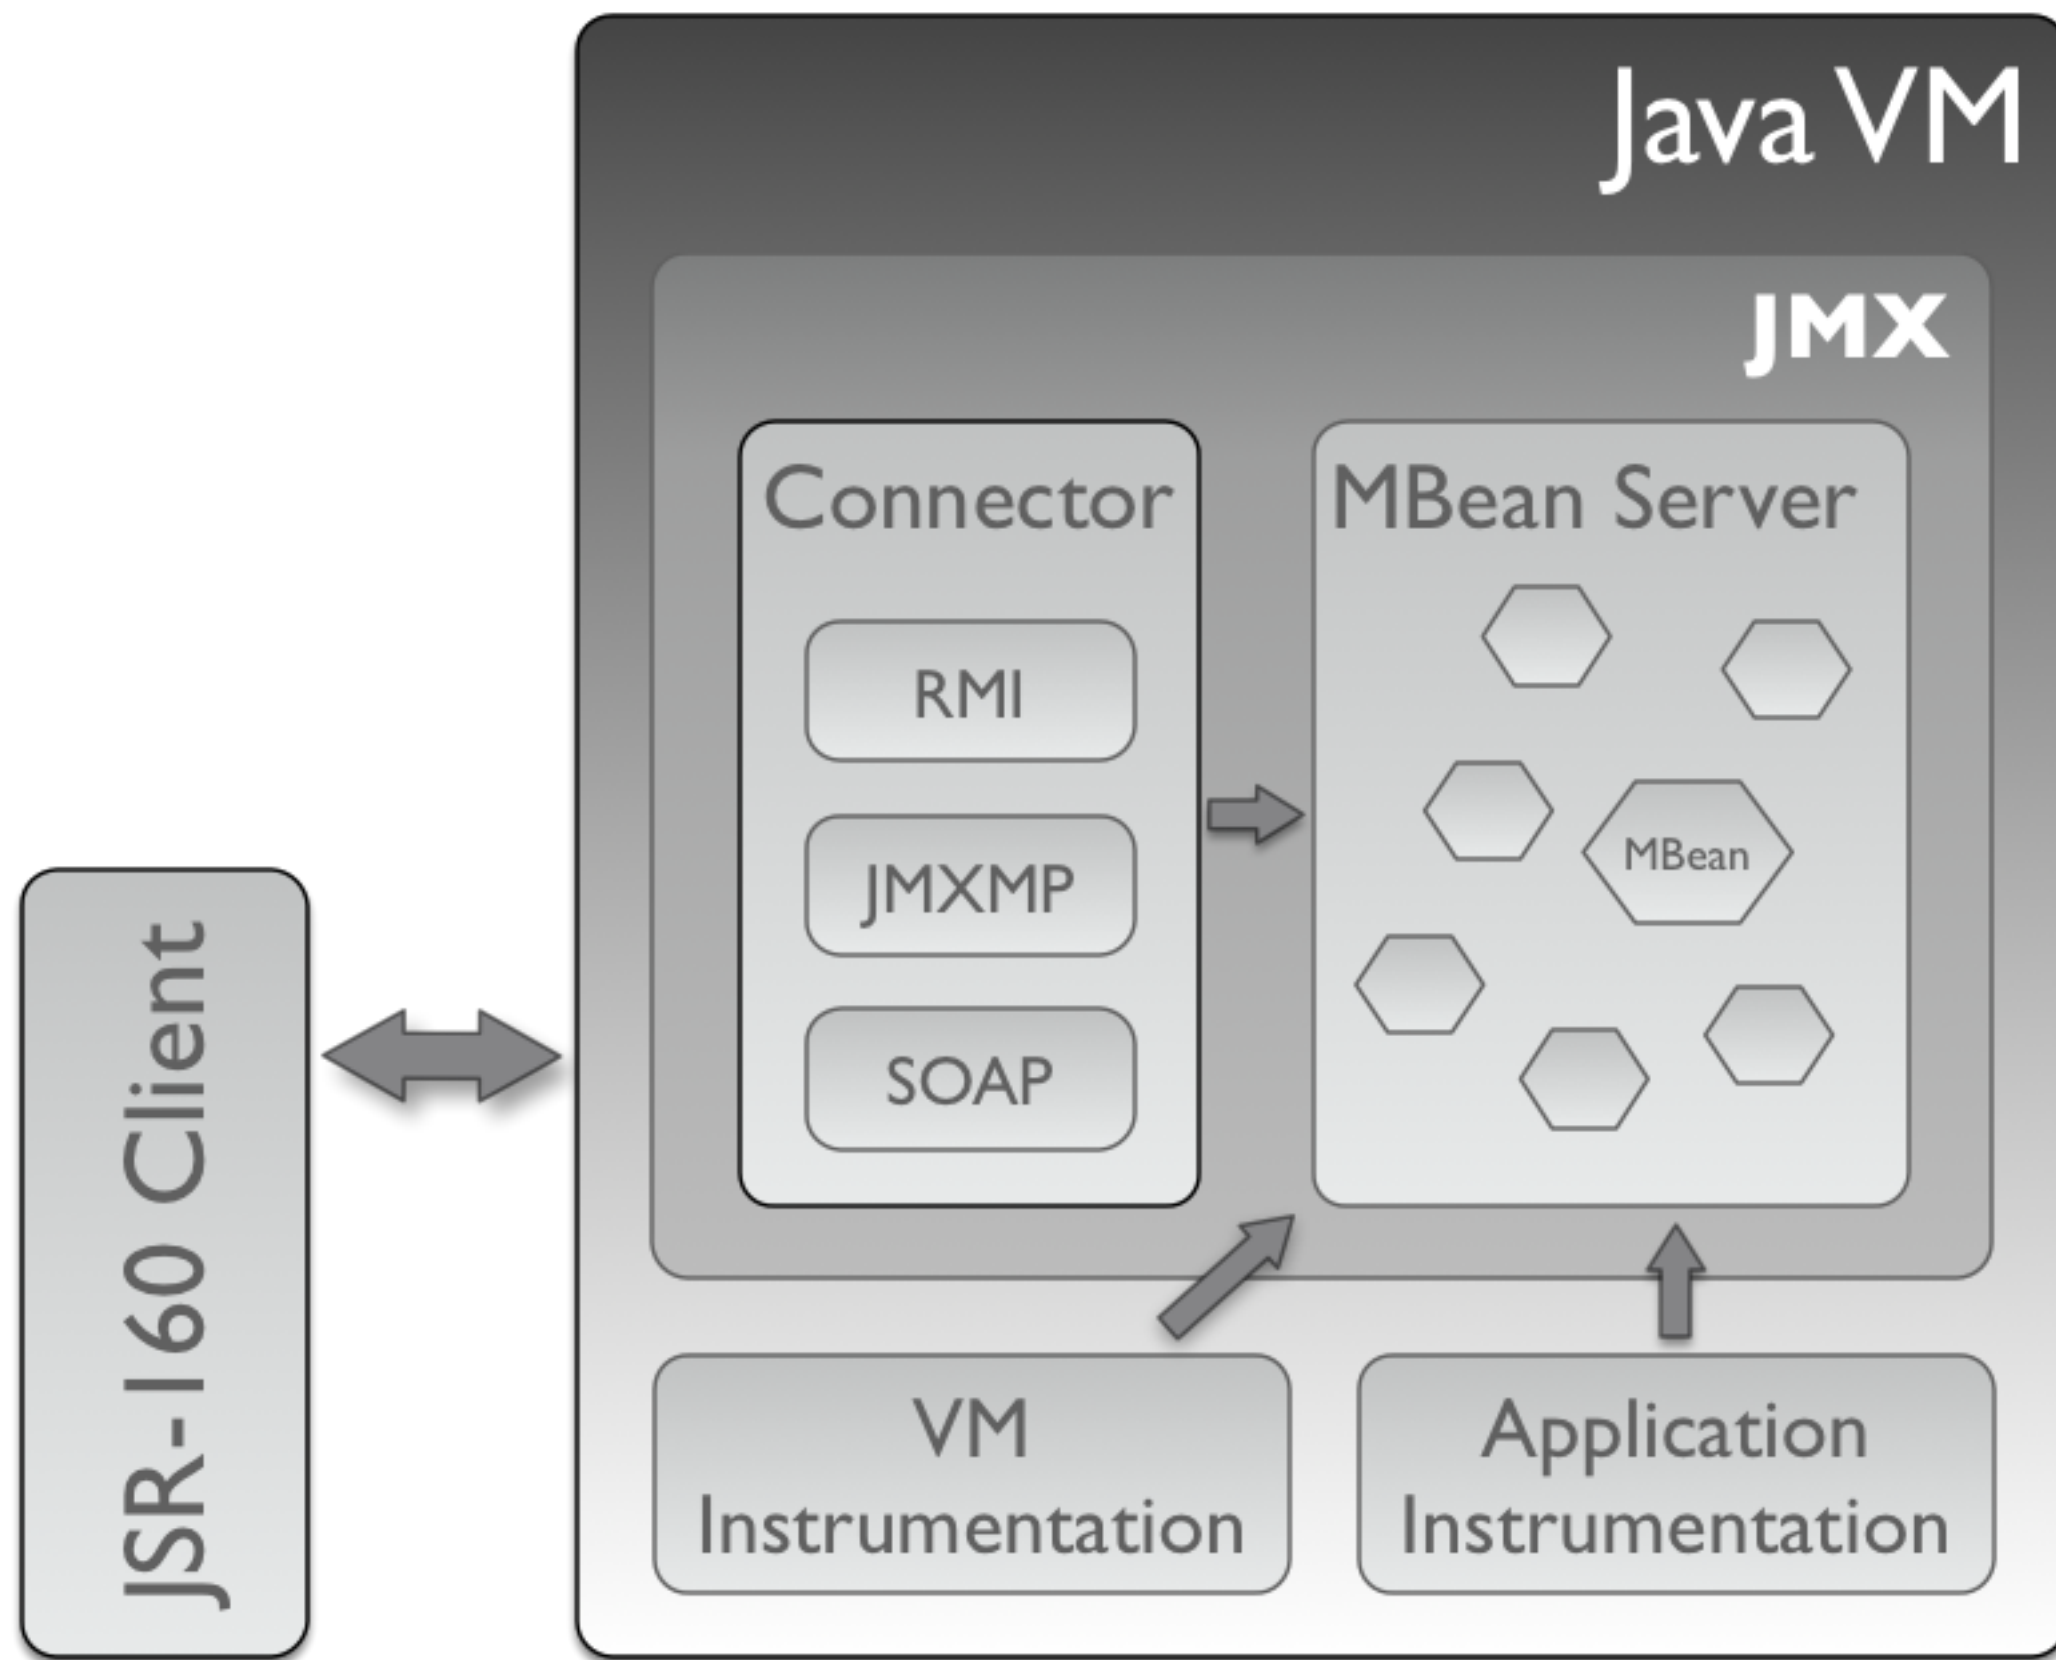 Java VM
JMX
Connector
MBean Server
RMI
JMXMP
SOAP
MBean
JSR-160 Client
VM
Instrumentation
Application
Instrumentation